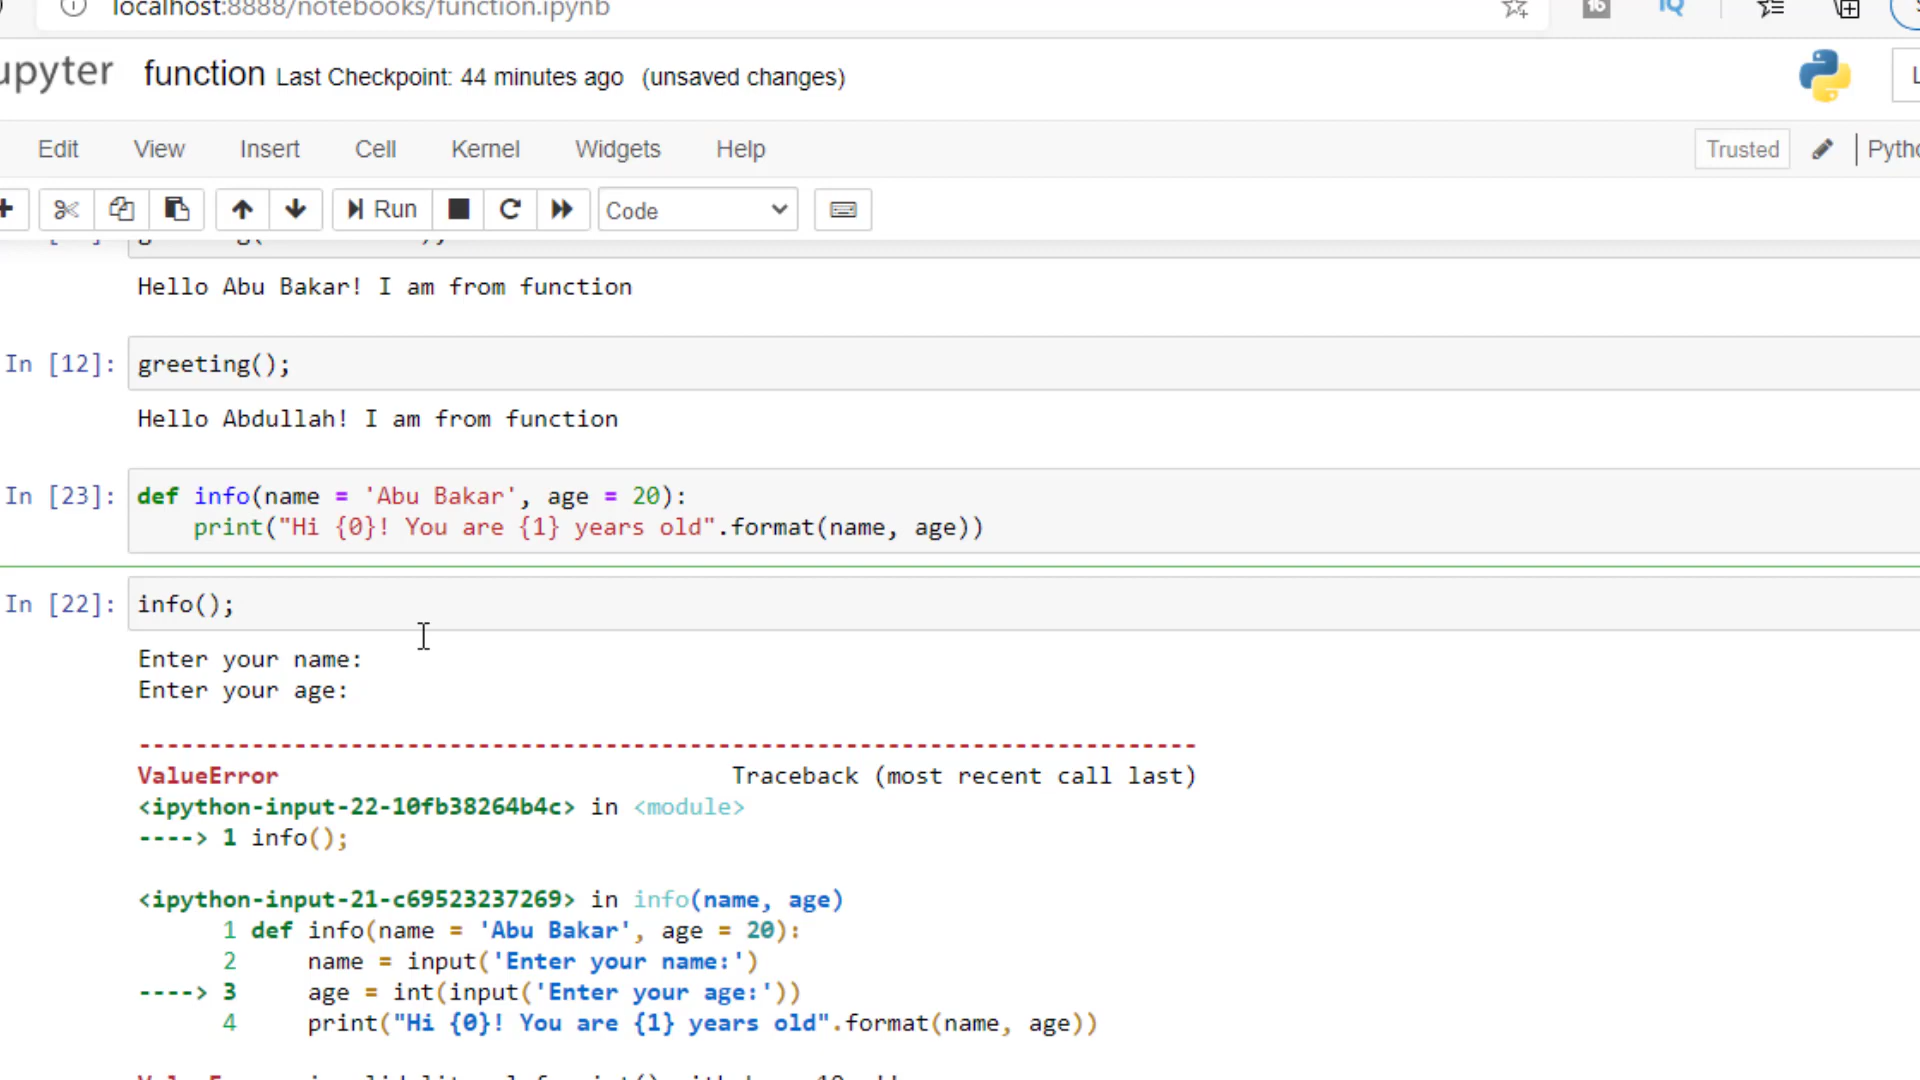 localhost:8888/notebooks/function.ipynb
upyter function Last Checkpoint: 44 minutes ago (unsaved changes)
Edit View Insert Cell Kernel Widgets Help Trusted
Run Code
Hello Abu Bakar! I am from function
In [12]: greeting();
Hello Abdullah! I am from function
In [23]: def info(name = 'Abu Bakar', age = 20):
print("Hi {0}! You are {1} years old".format(name, age))
In [22]: info();
Enter your name:
Enter your age:
---------------------------------------------------------------------------
ValueError Traceback (most recent call last)
<ipython-input-22-10fb38264b4c> in <module>
----> 1 info();
<ipython-input-21-c69523237269> in info(name, age)
1 def info(name = 'Abu Bakar', age = 20):
2 name = input('Enter your name:')
----> 3 age = int(input('Enter your age:'))
4 print("Hi {0}! You are {1} years old".format(name, age))